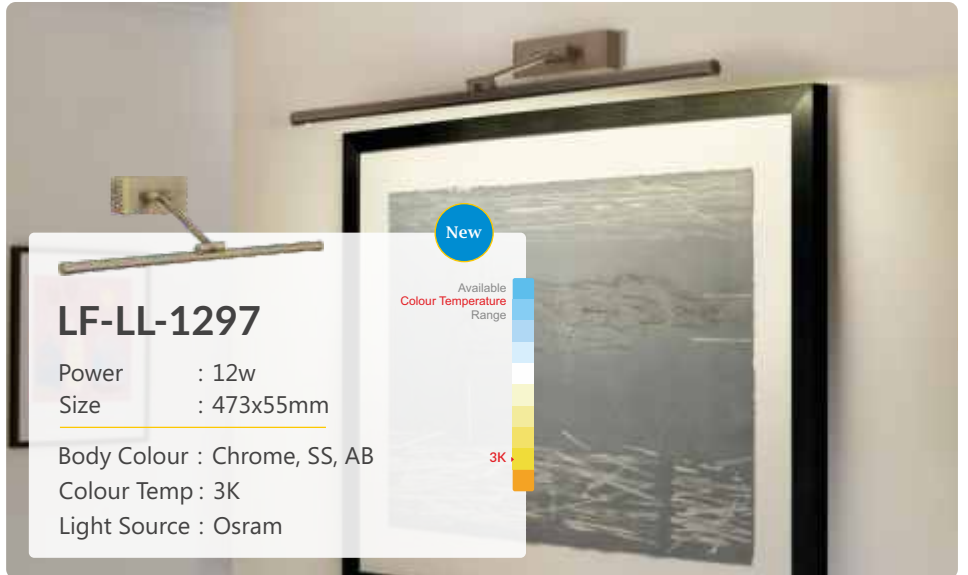 New
Available
Colour Temperature
Range
LF-LL-1297
Power : 12w
Size : 473x55mm
Body Colour : Chrome, SS, AB
3K
Colour Temp : 3K
Light Source : Osram